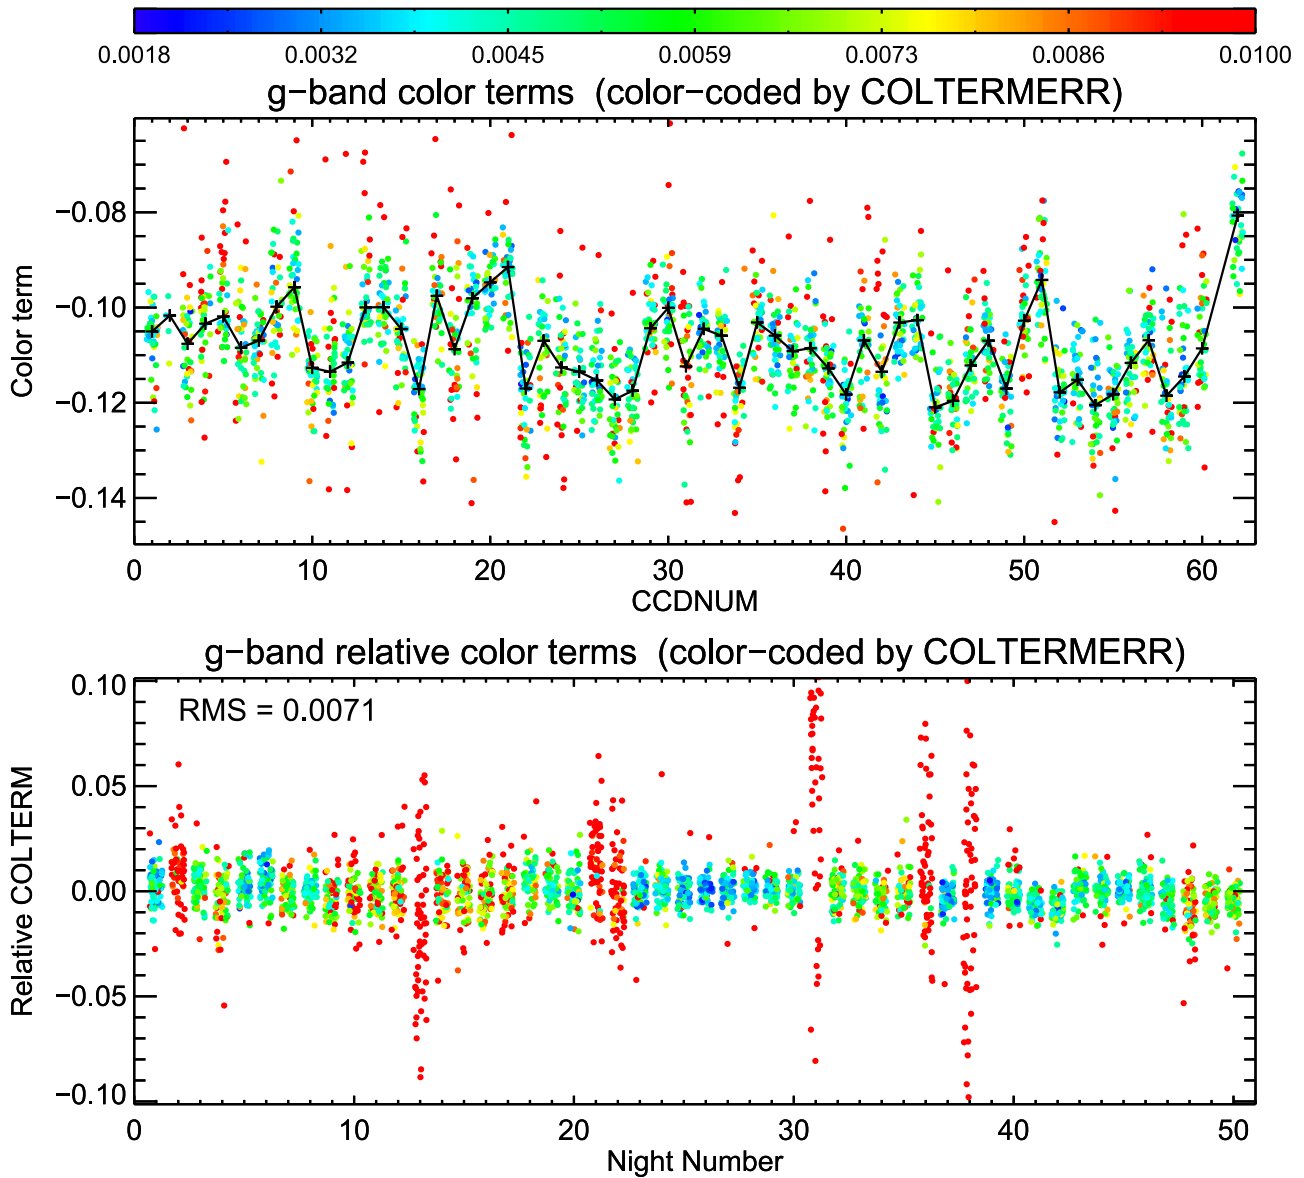 0.0018 0.0032 0.0045 0.0059 0.0073 0.0086 0.0100
g−band color terms (color−coded by COLTERMERR)
Color term
−0.08
−0.10
−0.12
−0.14
0 10 20 30 40 50 60
CCDNUM
g−band relative color terms (color−coded by COLTERMERR)
RMS = 0.0071
Relative COLTERM
0.10
0.05
0.00
−0.05
−0.10
0 10 20 30 40 50
Night Number